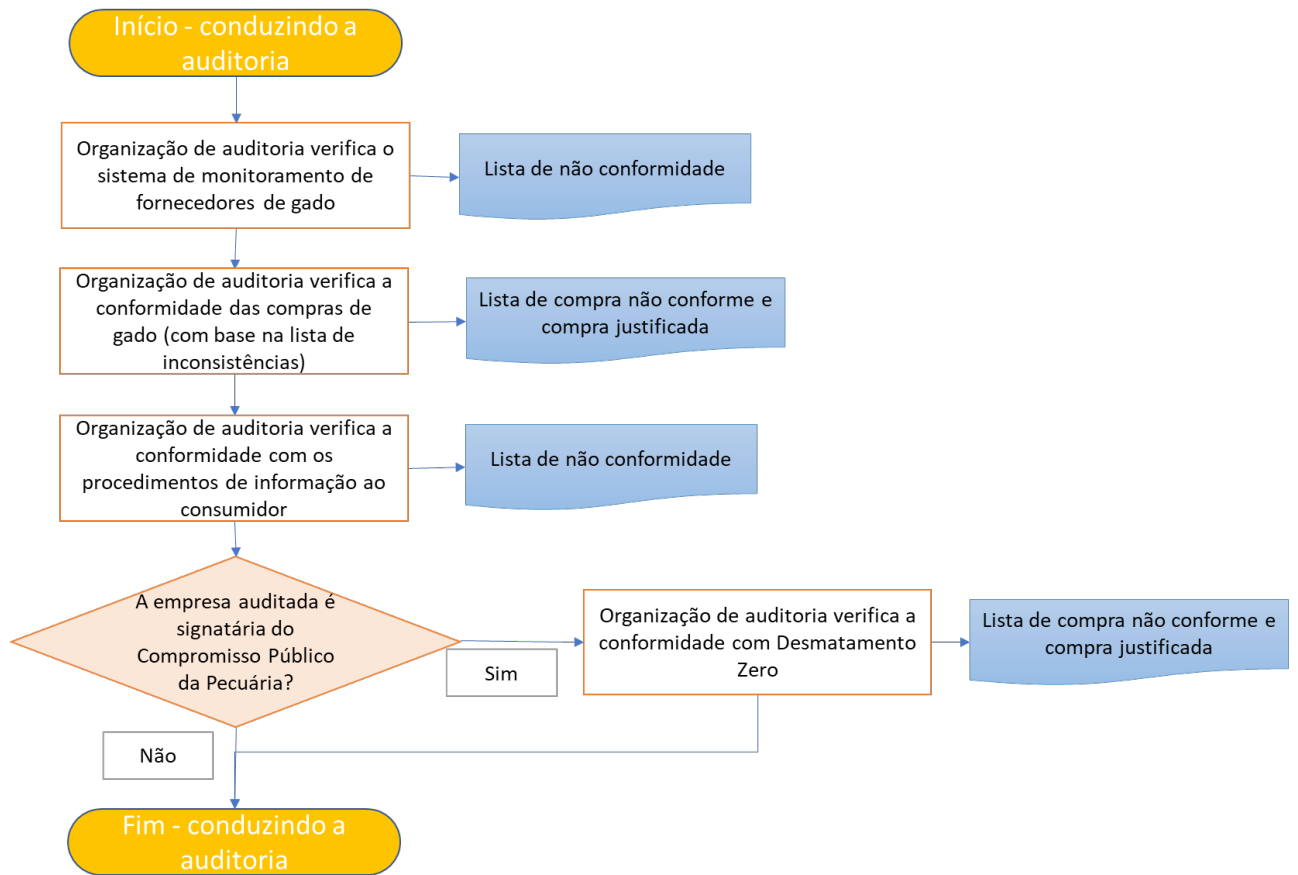 Início - conduzindo a
auditoria
Organização de auditoria verifica o
sistema de monitoramento de
fornecedores de gado
Lista de não conformidade
Organização de auditoria verifica a
conformidade das compras de
gado (com base na lista de
inconsistências)
Lista de compra não conforme e
compra justificada
Organização de auditoria verifica a
conformidade com os
procedimentos de informação ao
consumidor
Lista de não conformidade
A empresa auditada é
signatária do
Compromisso Público
da Pecuária?
Sim
Organização de auditoria verifica a
conformidade com Desmatamento
Zero
Lista de compra não conforme e
compra justificada
Não
Fim - conduzindo a
auditoria